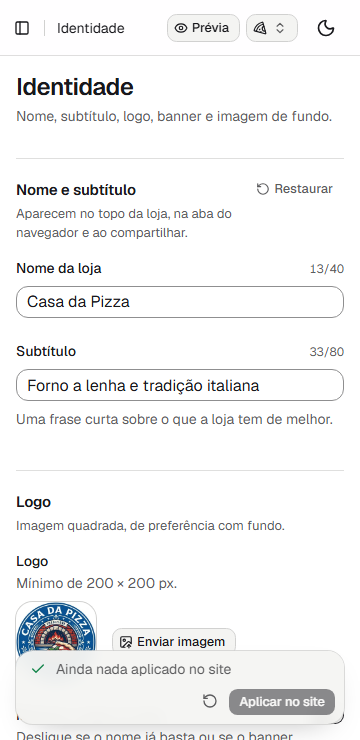 Identidade
Prévia
Identidade
Nome, subtítulo, logo, banner e imagem de fundo.
Nome e subtítulo
Restaurar
Aparecem no topo da loja, na aba do
navegador e ao compartilhar.
Nome da loja
13/40
Casa da Pizza
Subtítulo
33/80
Forno a lenha e tradição italiana
Uma frase curta sobre o que a loja tem de melhor.
Logo
Imagem quadrada, de preferência com fundo.
Logo
Mínimo de 200 × 200 px.
CASA DA PIZZA
Enviar imagem
Ainda nada aplicado no site
Aplicar no site
Desligue se o nome já basta ou se o banner